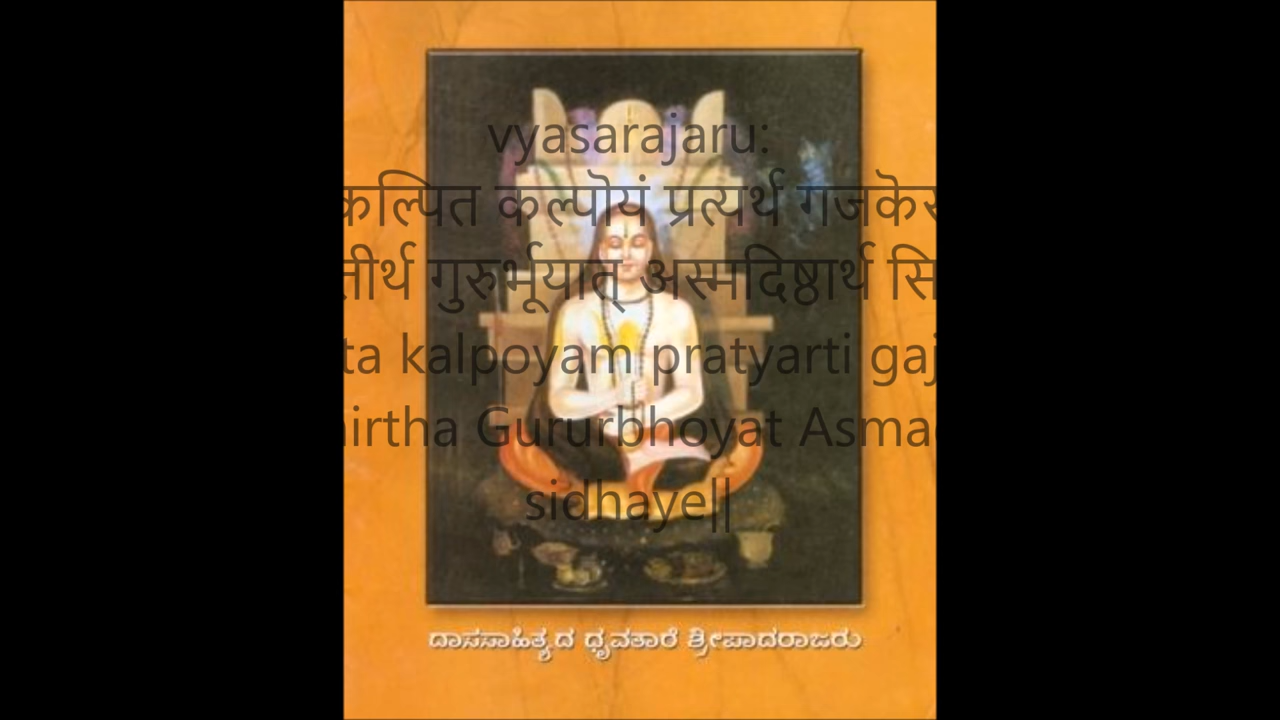 vyasarajaru:
कल्पित कल्पॊयं प्रत्यर्थ गजकॆस
तीर्थ गुरुर्भूयात् अस्मदिष्ठार्थ सि
ta kalpoyam pratyarti gaj
hirtha Gururbhoyat Asmad
sidhaye||
ದಾಸಸಾಹಿತ್ಯದ ಧೃವತಾರೆ ಶ್ರೀಪಾದರಾಜರು